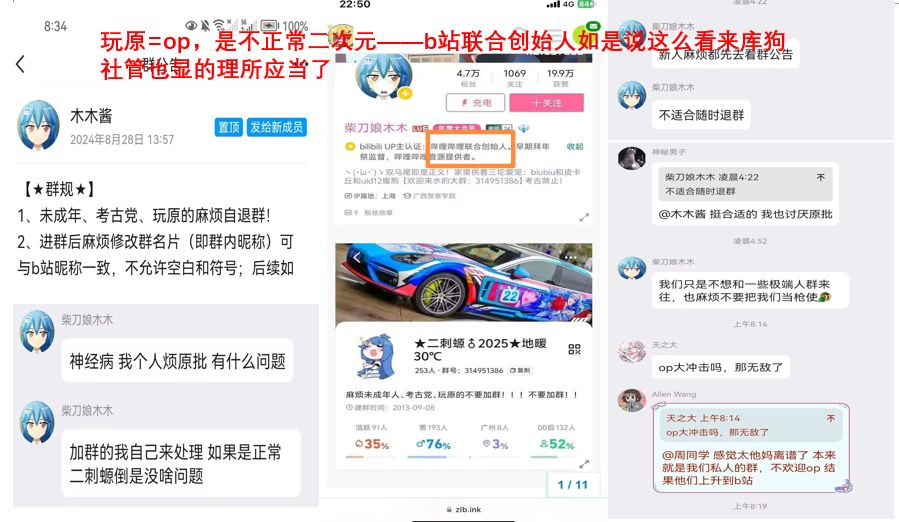 玩原=op，是不正常二次元——b站联合创始人如是说这么看来库狗
社管也显的理所应当了
8:34
100%
群公告
木木酱
2024年8月28日 13:57
置顶
发给新成员
【★群规★】
1、未成年、考古党、玩原的麻烦自退群!
2、进群后麻烦修改群名片（即群内昵称）可
与b站昵称一致，不允许空白和符号；后续如
柴刀娘木木
神经病 我个人烦原批 有什么问题
柴刀娘木木
加群的我自己来处理 如果是正常
二刺螈倒是没啥问题
22:50
4G
84
4.7万
1069
19.9万
粉丝
关注
获赞
充电
＋关注
柴刀娘木木
年度大会员
bilibili UP主认证：哔哩哔哩联合创始人。早期拜年
祭监督，哔哩哔哩音源提供者。
收起
双马尾即是正义！家里供着三坨爱宠：biubiu和皮卡
丘和uid12魔熊【欢迎来水的大群：314951386】考古禁止！
IP属地：上海
广西警察学院
9 粉丝勋章
22
★二刺螈♂2025★地暖
30℃
253人 · 群号：314951386
复制
麻烦未成年人、考古党、玩原的不要加群！！！ 不要加群！！
建群时间：2013-09-08
活跃 91人
男 193人
广州 8人
00后 132人
35%
76%
3%
52%
1 / 11
zlb.ink
凌晨4:22
柴刀娘木木
新人麻烦都先去看群公告
柴刀娘木木
不适合随时退群
神秘男子
柴刀娘木木 凌晨4:22
不适合随时退群
@木木酱 挺合适的 我也讨厌原批
凌晨4:52
柴刀娘木木
我们只是不想和一些极端人群来
往，也麻烦不要把我们当枪使
上午8:14
天之大
op大冲击吗，那无敌了
Allen Wang
天之大 上午8:14
op大冲击吗，那无敌了
@周同学 感觉太他妈离谱了 本来
就是我们私人的群，不欢迎op 结
果他们上升到b站
上午8:19